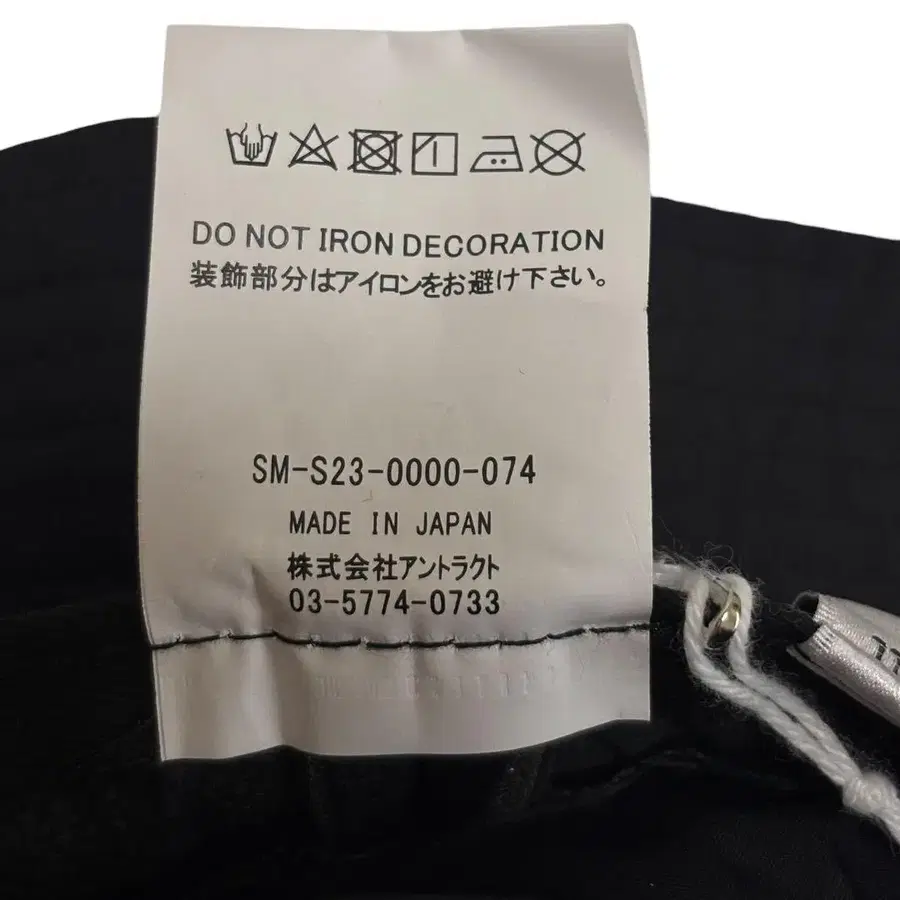 DO NOT IRON DECORATION
装飾部分はアイロンをお避け下さい。
SM-S23-0000-074
MADE IN JAPAN
株式会社アントラクト
03-5774-0733